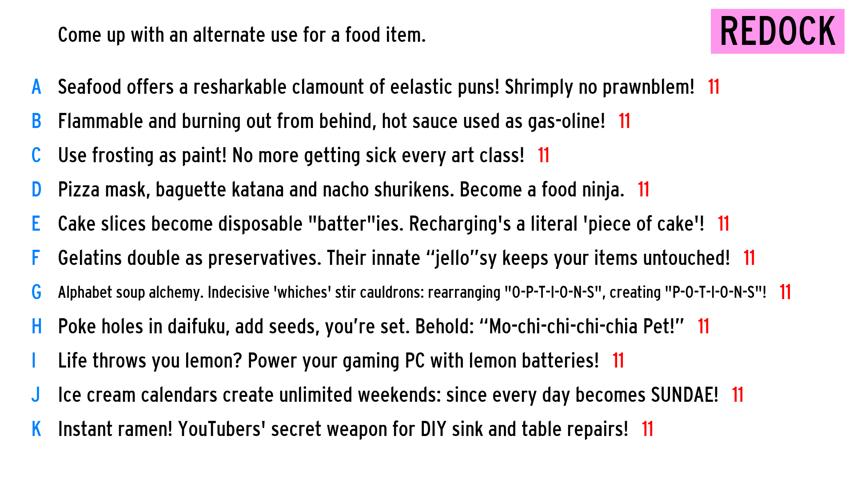 Come up with an alternate use for a food item.
REDOCK
A Seafood offers a resharkable clamount of eelastic puns! Shrimply no prawnblem! 11
B Flammable and burning out from behind, hot sauce used as gas-oline! 11
C Use frosting as paint! No more getting sick every art class! 11
D Pizza mask, baguette katana and nacho shurikens. Become a food ninja. 11
E Cake slices become disposable "batter"ies. Recharging's a literal 'piece of cake'! 11
F Gelatins double as preservatives. Their innate “jello”sy keeps your items untouched! 11
G Alphabet soup alchemy. Indecisive 'whiches' stir cauldrons: rearranging "O-P-T-I-O-N-S", creating "P-O-T-I-O-N-S"! 11
H Poke holes in daifuku, add seeds, you’re set. Behold: “Mo-chi-chi-chi-chia Pet!” 11
I Life throws you lemon? Power your gaming PC with lemon batteries! 11
J Ice cream calendars create unlimited weekends: since every day becomes SUNDAE! 11
K Instant ramen! YouTubers' secret weapon for DIY sink and table repairs! 11